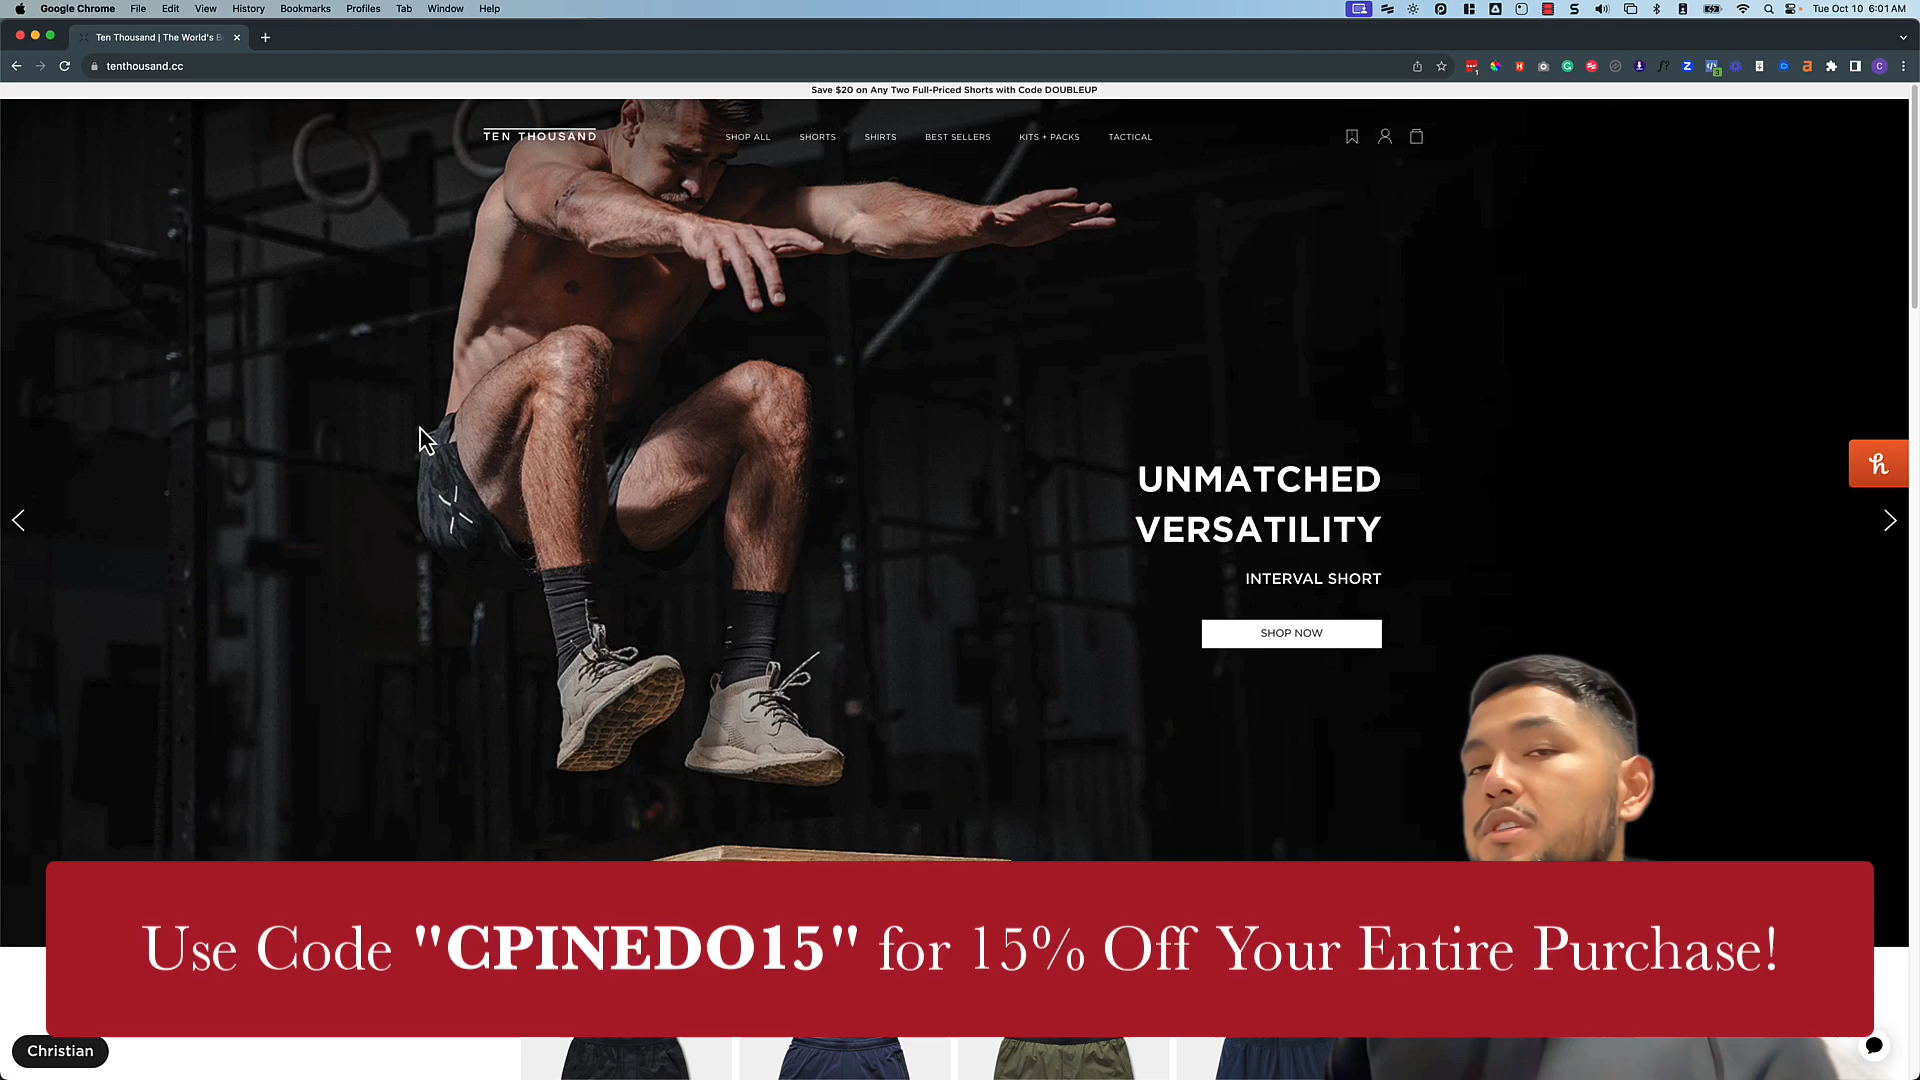 Google Chrome File Edit View History Bookmarks Profiles Tab Window Help
Tue Oct 10 6:01 AM
Ten Thousand | The World's B
tenthousand.cc
Save $20 on Any Two Full-Priced Shorts with Code DOUBLEUP
TEN THOUSAND
SHOP ALL SHORTS SHIRTS BEST SELLERS KITS + PACKS TACTICAL
UNMATCHED
VERSATILITY
INTERVAL SHORT
SHOP NOW
Use Code "CPINEDO15" for 15% Off Your Entire Purchase!
Christian